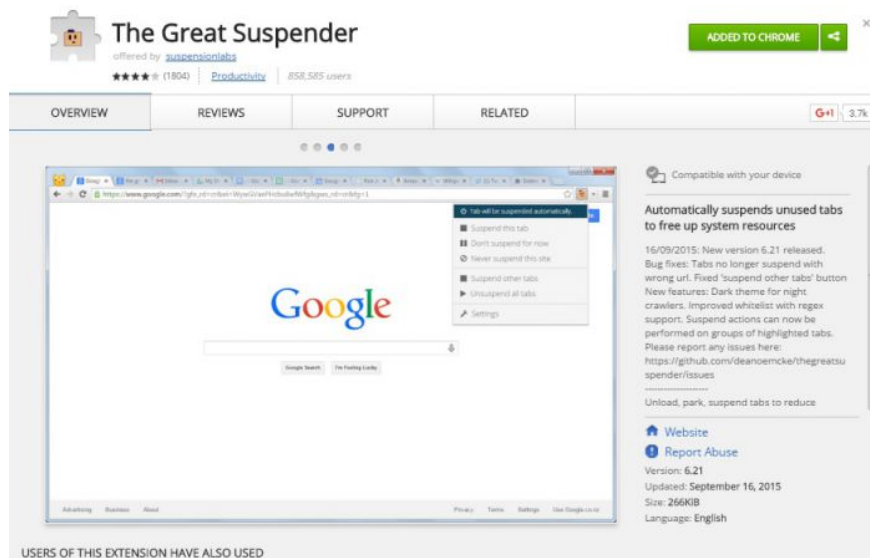 The Great Suspender
offered by suspensionlabs
(1804) Productivity 858,585 users
ADDED TO CHROME
OVERVIEW REVIEWS SUPPORT RELATED
G+1 3.7k
Tab will be suspended automatically.
Suspend this tab
Don't suspend for now
Never suspend this site
Suspend other tabs
Unsuspend all tabs
Settings
Google
Google Search I'm Feeling Lucky
Advertising Business About Privacy Terms Settings Use Google.co.nz
Compatible with your device
Automatically suspends unused tabs
to free up system resources
16/09/2015: New version 6.21 released.
Bug fixes: Tabs no longer suspend with
wrong url. Fixed 'suspend other tabs' button
New features: Dark theme for night
crawlers. Improved whitelist with regex
support. Suspend actions can now be
performed on groups of highlighted tabs.
Please report any issues here:
https://github.com/deanoemcke/thegreatsu
spender/issues
--------------------
Unload, park, suspend tabs to reduce
Website
Report Abuse
Version: 6.21
Updated: September 16, 2015
Size: 266KiB
Language: English
USERS OF THIS EXTENSION HAVE ALSO USED